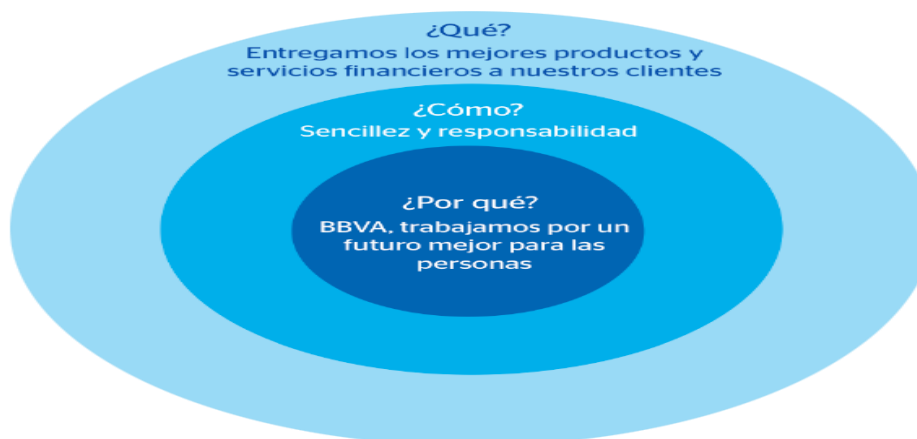 ¿Qué?
Entregamos los mejores productos y
servicios financieros a nuestros clientes
¿Cómo?
Sencillez y responsabilidad
¿Por qué?
BBVA, trabajamos por un
futuro mejor para las
personas